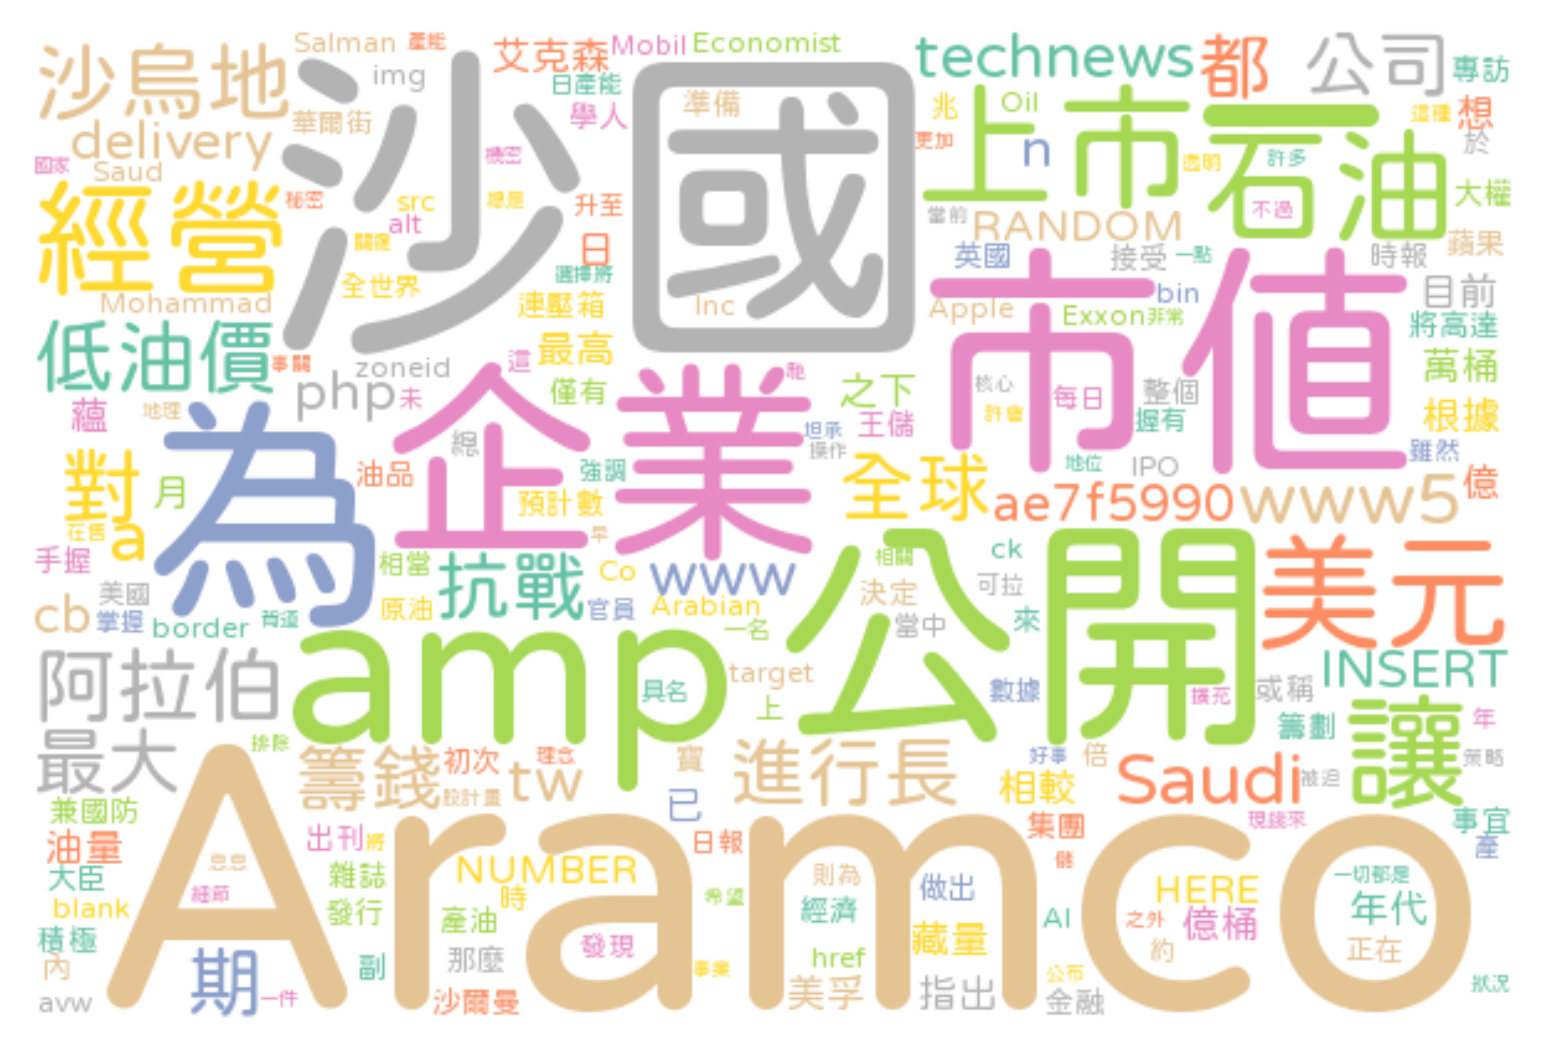 沙烏地
Salman
產能
艾克森
Mobil
Economist
technews
都
公司
專訪
img
日產能
學人
準備
兆
Oil
這種
想
華爾街
delivery
沙國
上市
石油
更加
n
於
機密
透明
許多
國家
Saud
秘密
src
總是
升至
大權
經營
alt
不過
當前
RANDOM
日
英國
接受
一點
時報
蘋果
選擇將
全世界
Mohammad
連壓箱
Inc
Apple
bin
市值
目前
Exxon
非常
將高達
低油價
事關
zoneid
這
最高
php
未
僅有
之下
核心
每日
整個
萬桶
蘊
地理
企業
王儲
許會
握有
根據
為
總
坦承
操作
雖然
對
月
油品
強調
全球
地位
IPO
億
預計數
ae7f5990
www5
在售
a
早
手握
相當
抗戰
Co
www
相關
ck
公開
美元
美國
決定
可拉
cb
掌握
border
背道
原油
官員
Arabian
一名
當中
來
amp
阿拉伯
target
具名
上
數據
擴充
或稱
INSERT
籌劃
讓
年
最大
排除
籌錢
初次
理念
tw
設計畫
寶
進行長
好事
倍
相較
Saudi
被迫
策略
已
兼國防
油量
出刊
將
日報
集團
現錢來
事宜
產
Aramco
大臣
細節
雜誌
NUMBER
時
則為
做出
HERE
一切都是
年代
blank
發行
希望
經濟
AI
之外
億桶
積極
產油
發現
藏量
約
正在
內
期
副
那麼
href
事業
公布
狀況
avw
一件
沙爾曼
美孚
指出
金融